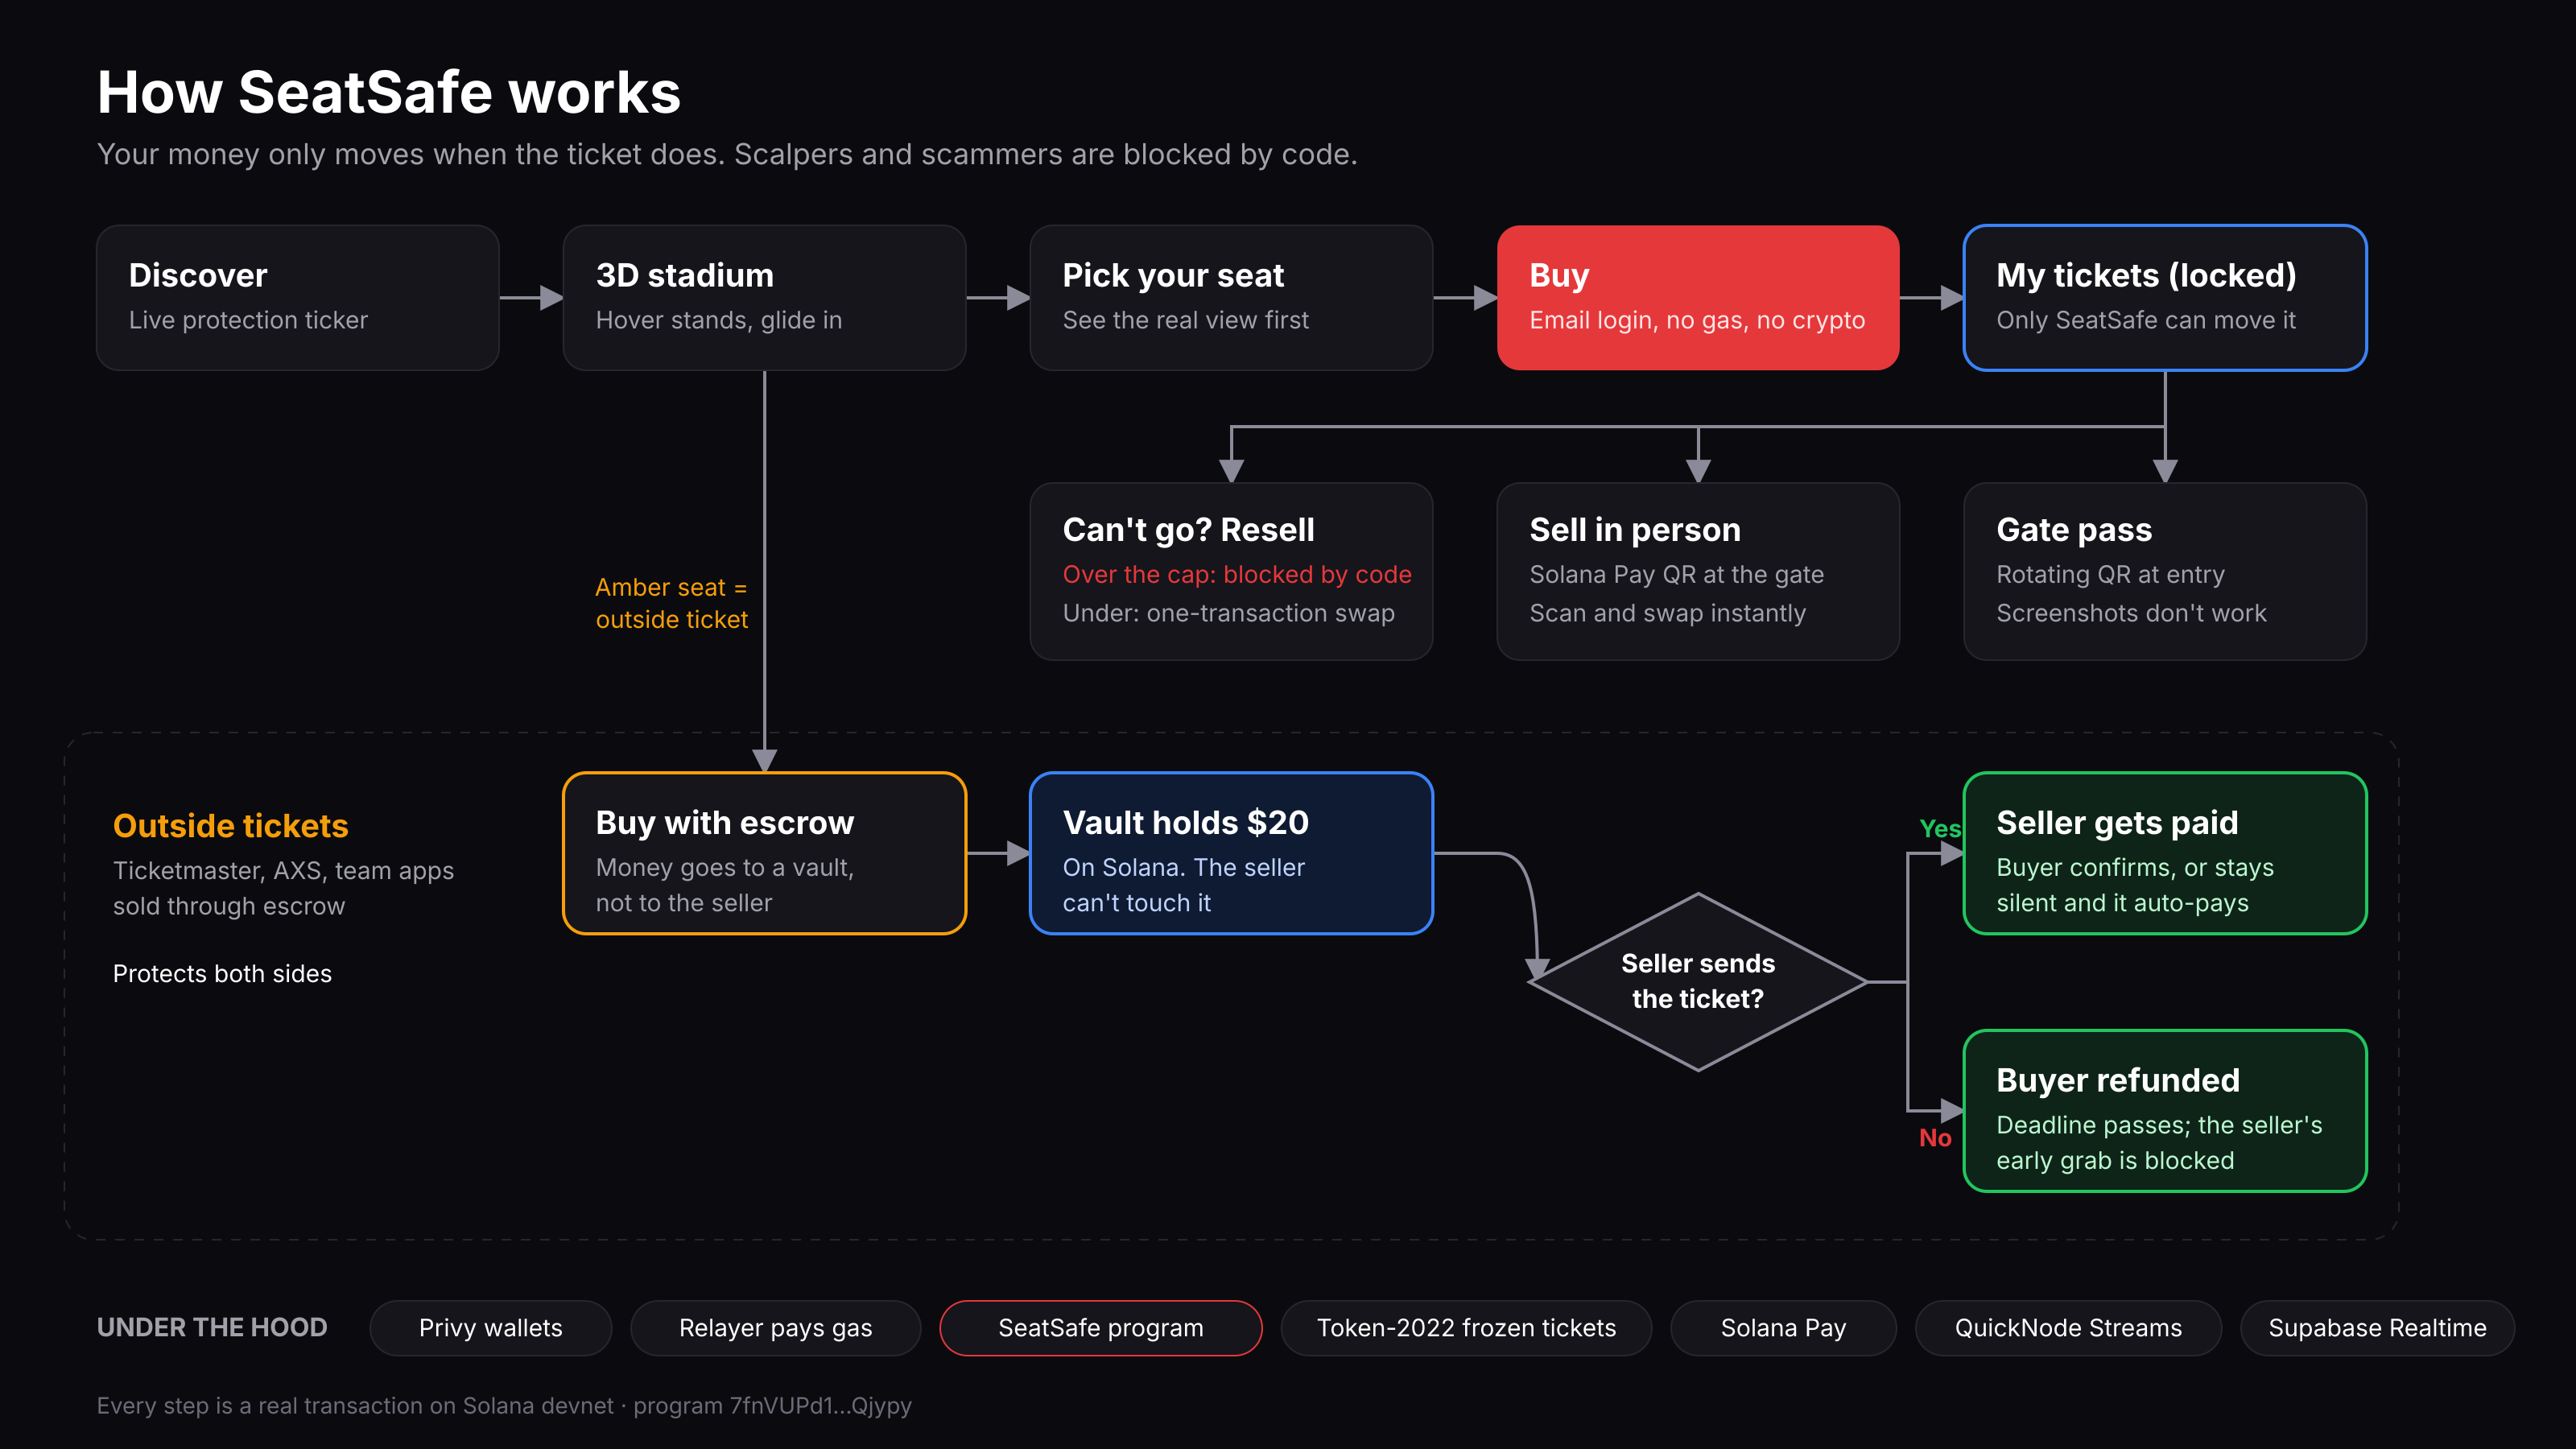 How SeatSafe works
Your money only moves when the ticket does. Scalpers and scammers are blocked by code.
Discover
Live protection ticker
3D stadium
Hover stands, glide in
Pick your seat
See the real view first
Buy
Email login, no gas, no crypto
My tickets (locked)
Only SeatSafe can move it
Can't go? Resell
Over the cap: blocked by code
Under: one-transaction swap
Sell in person
Solana Pay QR at the gate
Scan and swap instantly
Gate pass
Rotating QR at entry
Screenshots don't work
Amber seat =
outside ticket
Outside tickets
Ticketmaster, AXS, team apps
sold through escrow
Protects both sides
Buy with escrow
Money goes to a vault,
not to the seller
Vault holds $20
On Solana. The seller
can't touch it
Seller sends
the ticket?
Yes
Seller gets paid
Buyer confirms, or stays
silent and it auto-pays
No
Buyer refunded
Deadline passes; the seller's
early grab is blocked
UNDER THE HOOD
Privy wallets
Relayer pays gas
SeatSafe program
Token-2022 frozen tickets
Solana Pay
QuickNode Streams
Supabase Realtime
Every step is a real transaction on Solana devnet · program 7fnVUPd1...Qjypy